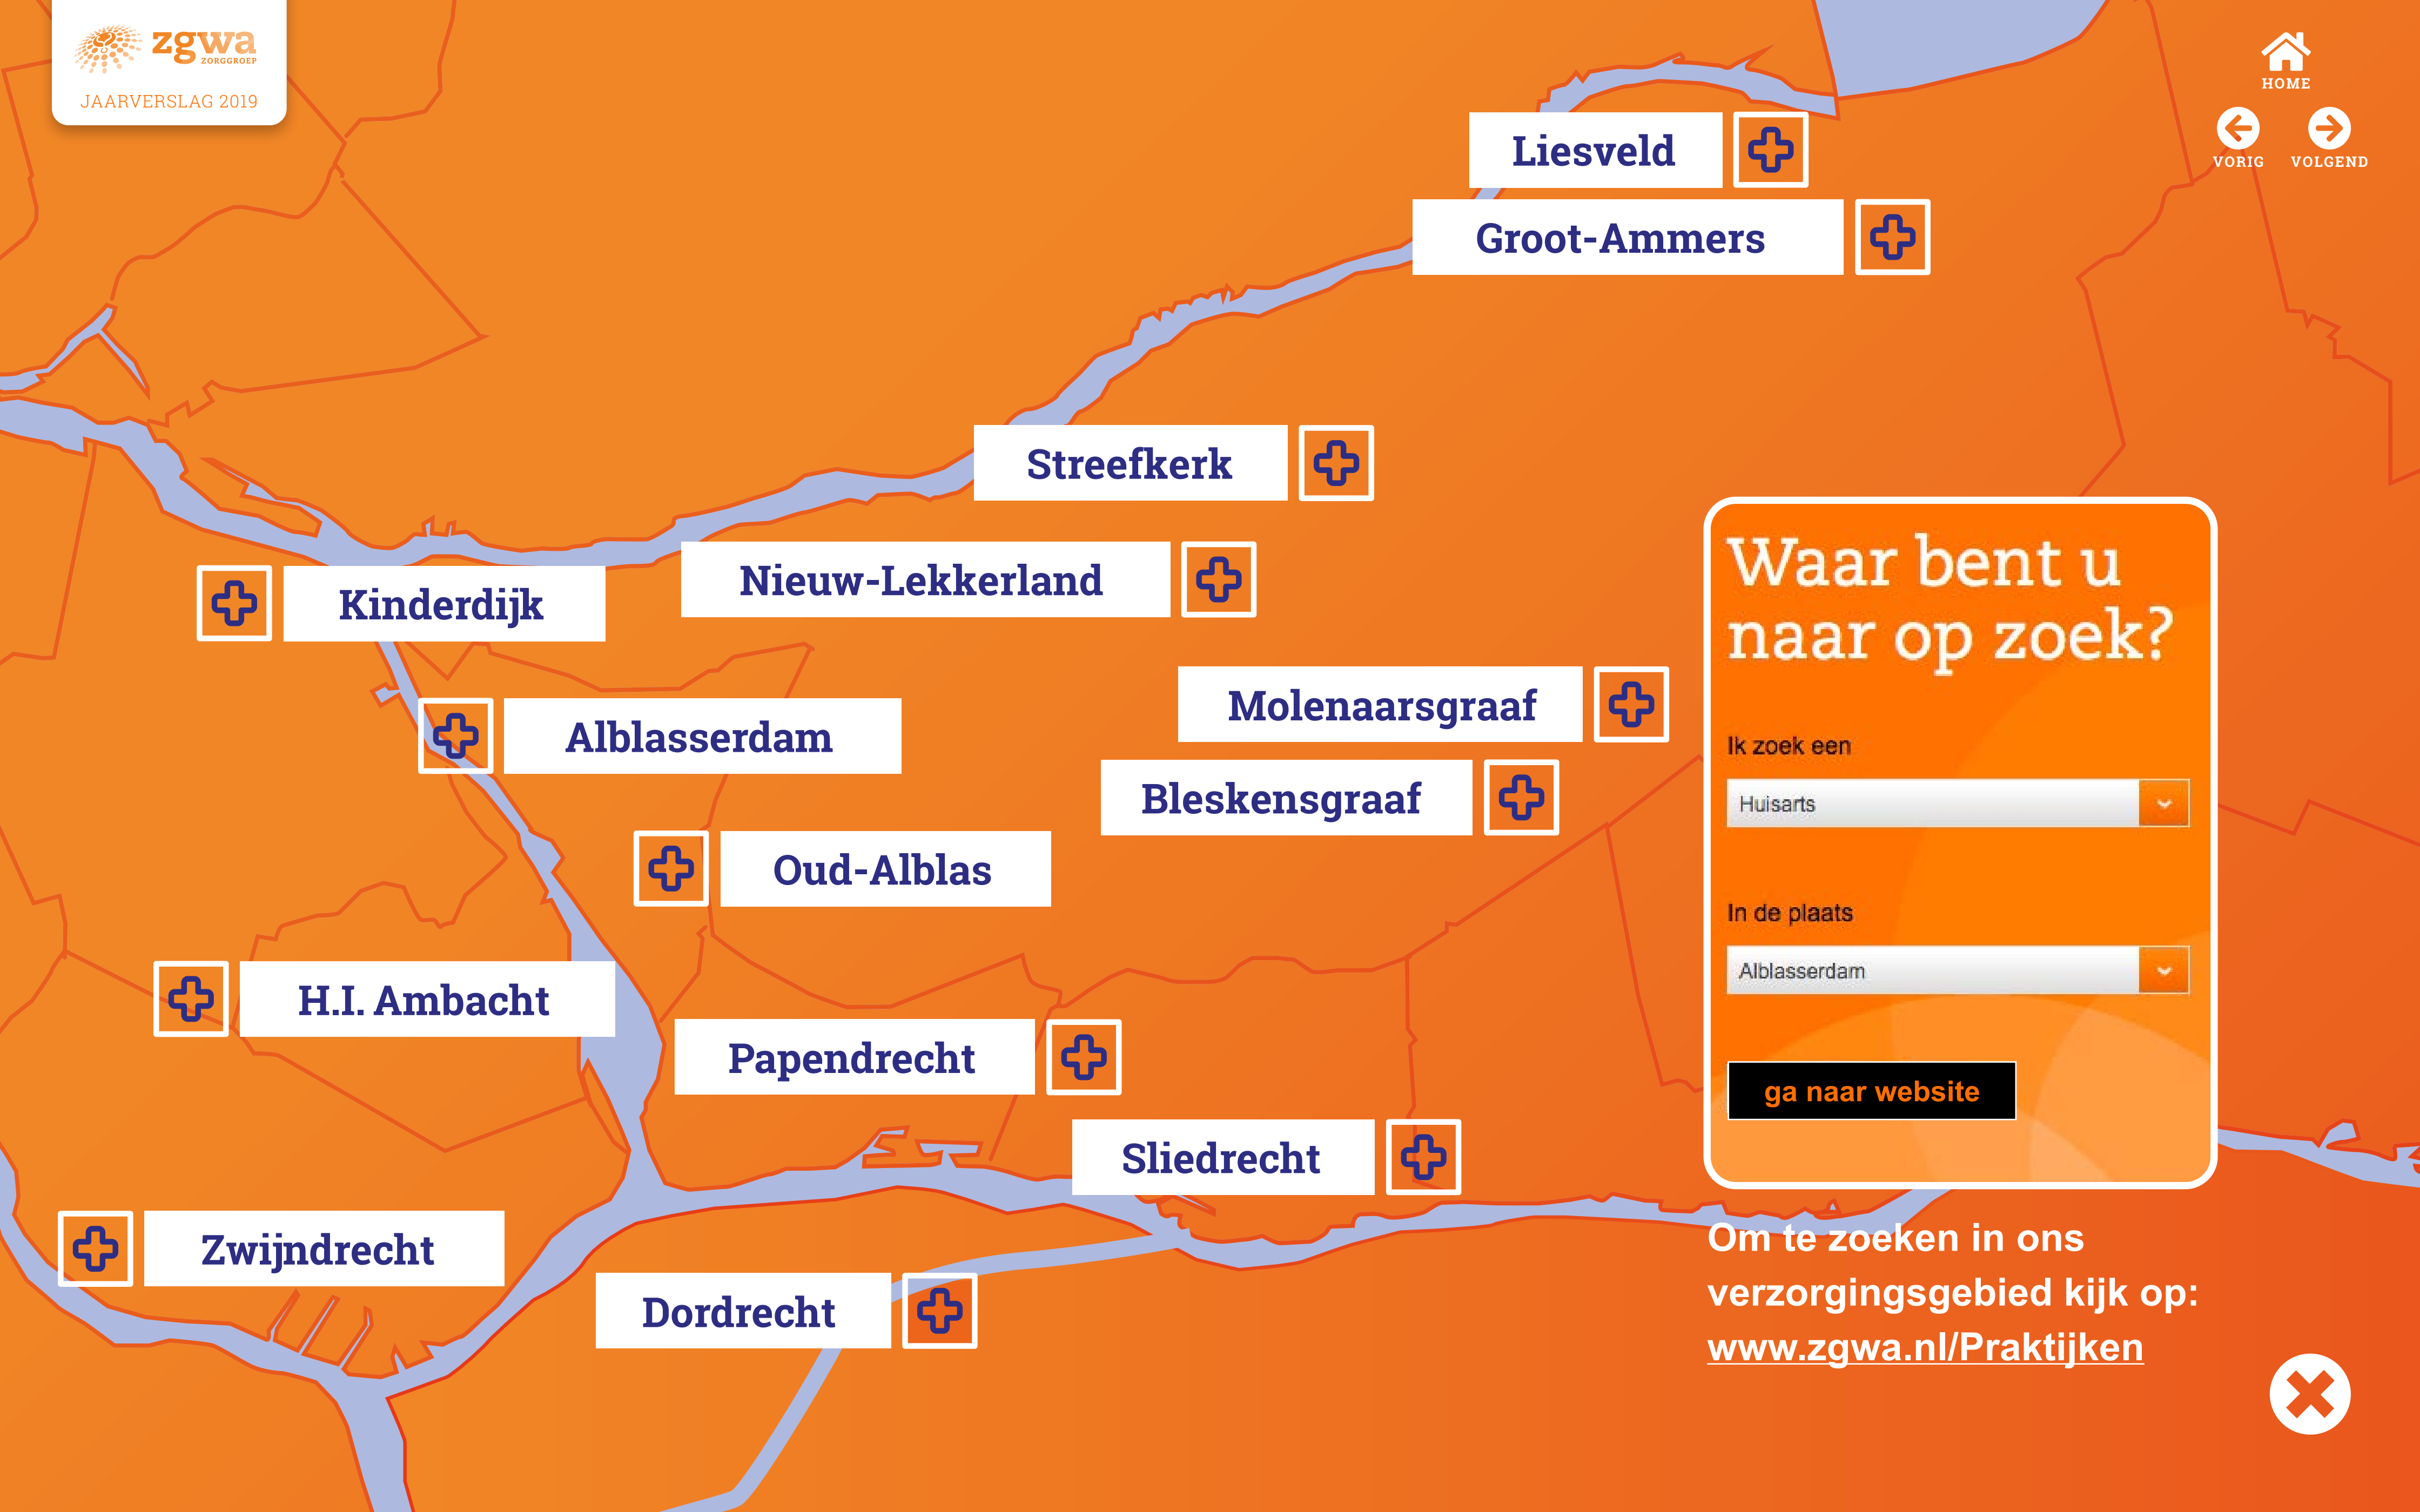 zgwa
ZORGGROEP
JAARVERSLAG 2019
HOME
VORIG
VOLGEND
Liesveld
Groot-Ammers
Streefkerk
Nieuw-Lekkerland
Kinderdijk
Molenaarsgraaf
Alblasserdam
Bleskensgraaf
Oud-Alblas
H.I. Ambacht
Papendrecht
Sliedrecht
Zwijndrecht
Dordrecht
Waar bent u
naar op zoek?
Ik zoek een
Huisarts
In de plaats
Alblasserdam
ga naar website
Om te zoeken in ons
verzorgingsgebied kijk op:
www.zgwa.nl/Praktijken